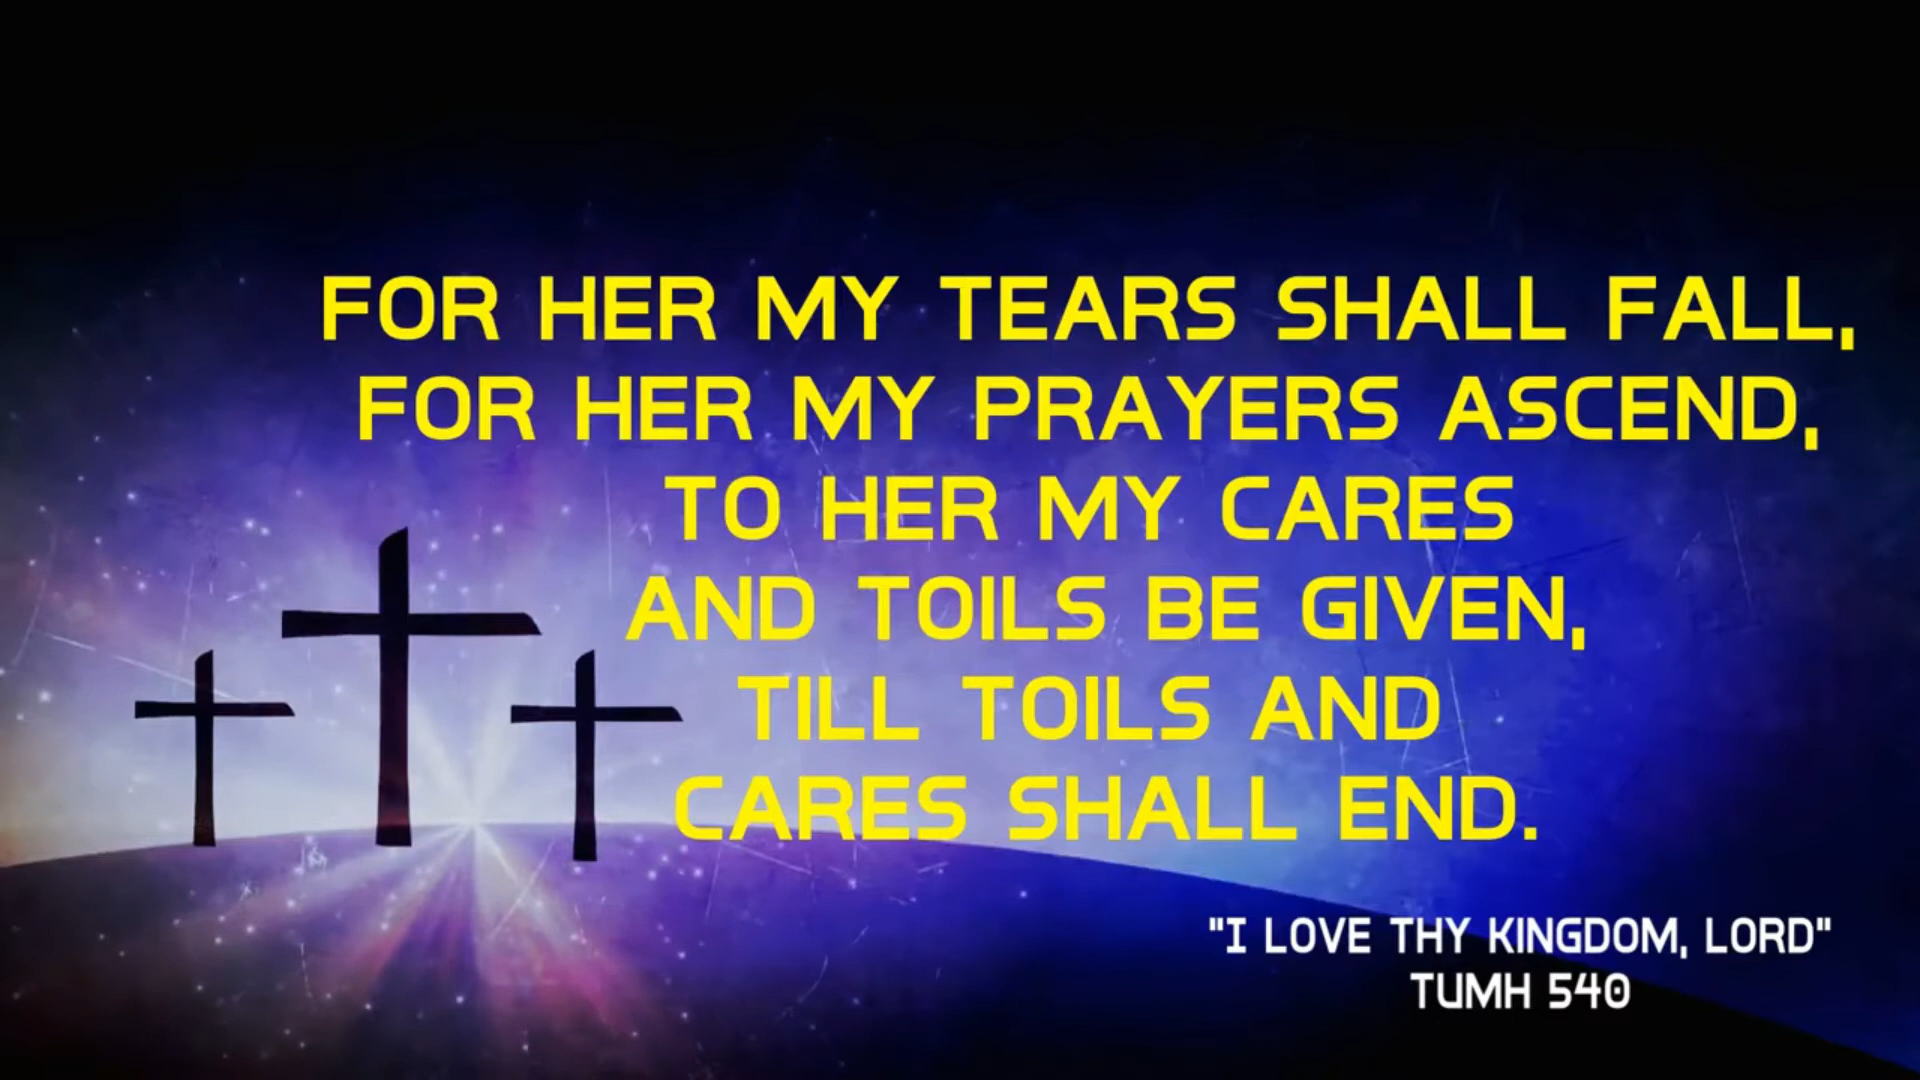 FOR HER MY TEARS SHALL FALL,
FOR HER MY PRAYERS ASCEND,
TO HER MY CARES
AND TOILS BE GIVEN,
TILL TOILS AND
CARES SHALL END.
"I LOVE THY KINGDOM, LORD"
TUMH 540